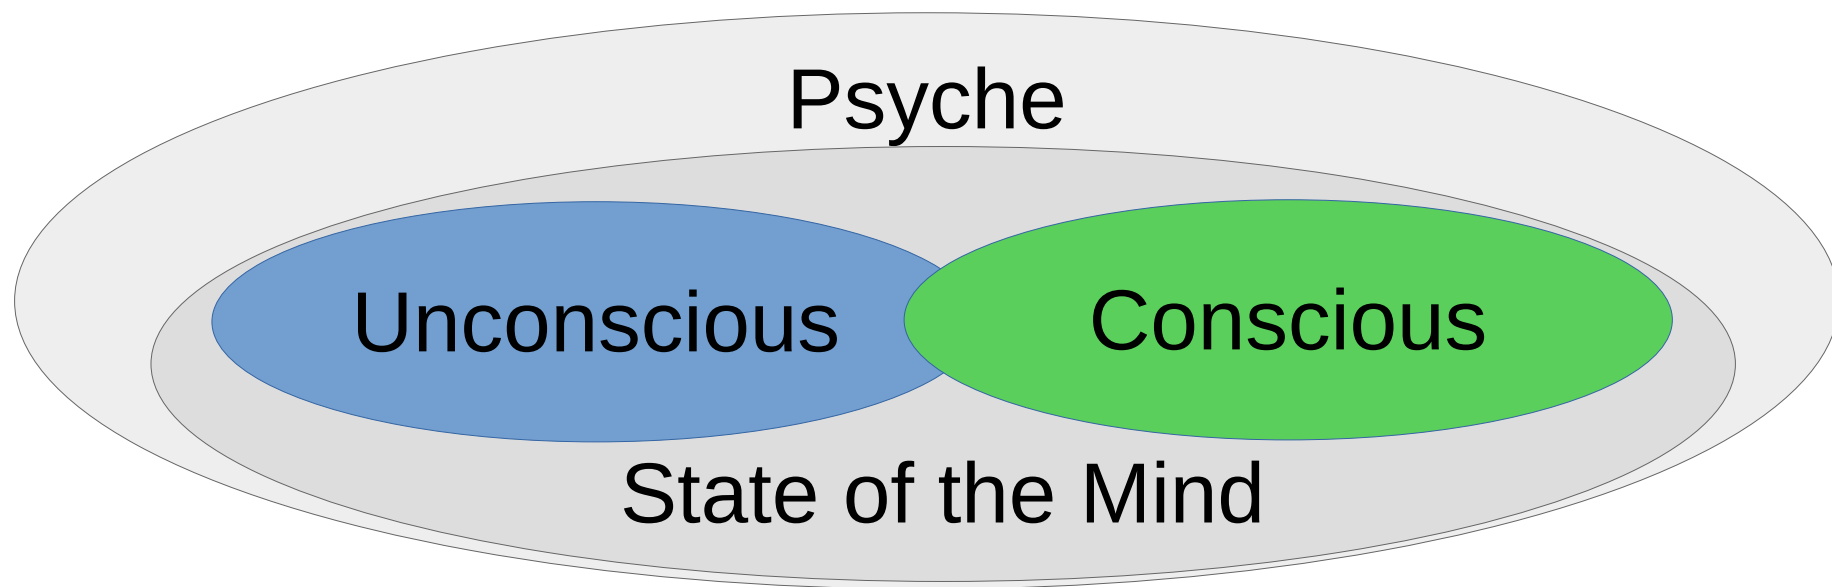 Psyche
Unconscious
Conscious
State of the Mind